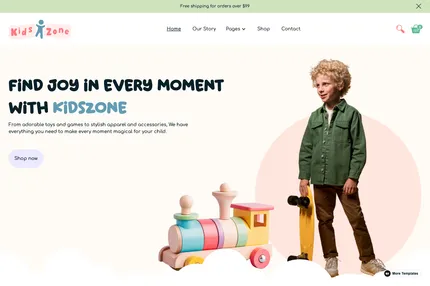 Free shipping for orders over $99
Kids Zone
Home Our Story Pages Shop Contact
FIND JOY IN EVERY MOMENT
WITH KIDSZONE
From adorable toys and games to stylish apparel and accessories, We have
everything you need to make every moment magical for your child.
Shop now
More Templates